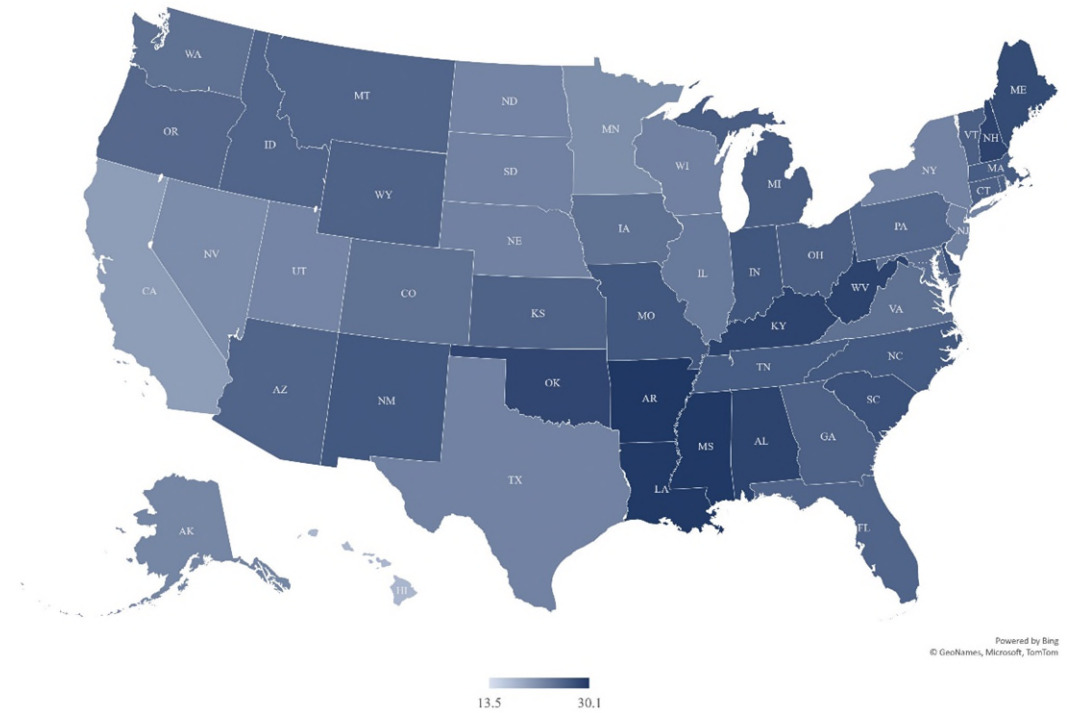 WA
MT
ND
MN
ME
OR
ID
VT
NH
WI
MA
SD
NY
MI
CT
WY
IA
PA
NE
NJ
NV
UT
IL
IN
OH
WV
CA
CO
VA
KS
MO
KY
NC
TN
AZ
NM
OK
AR
SC
MS
AL
GA
TX
LA
FL
AK
HI
Powered by Bing
© GeoNames, Microsoft, TomTom
13.5
30.1